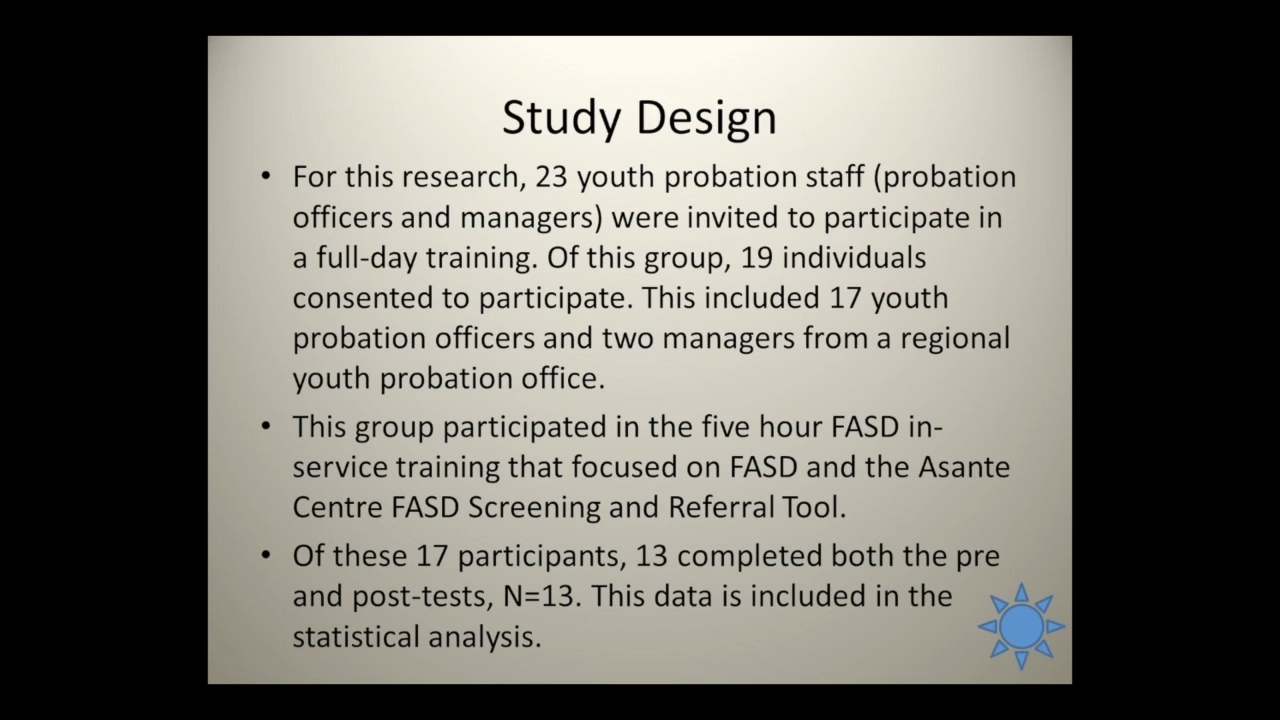 Study Design
• For this research, 23 youth probation staff (probation
officers and managers) were invited to participate in
a full-day training. Of this group, 19 individuals
consented to participate. This included 17 youth
probation officers and two managers from a regional
youth probation office.
• This group participated in the five hour FASD in-
service training that focused on FASD and the Asante
Centre FASD Screening and Referral Tool.
• Of these 17 participants, 13 completed both the pre
and post-tests, N=13. This data is included in the
statistical analysis.